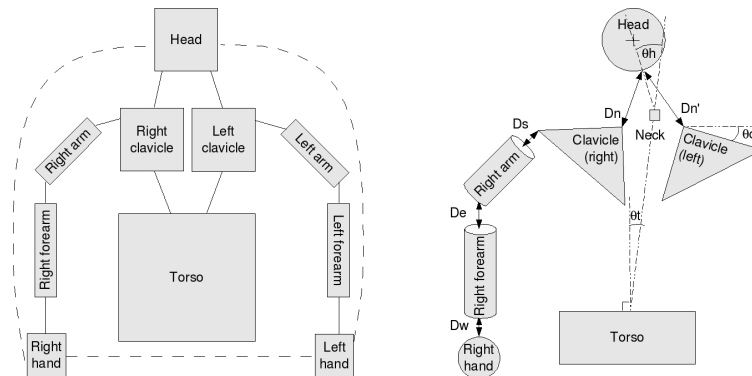 Head
Right
clavicle
Left
clavicle
Right arm
Left arm
Right forearm
Left forearm
Torso
Right
hand
Left
hand
Head
θh
Dn
Dn'
Ds
Neck
Clavicle
(right)
Clavicle
(left)
Right arm
De
θt
Right forearm
Dw
Torso
Right
hand